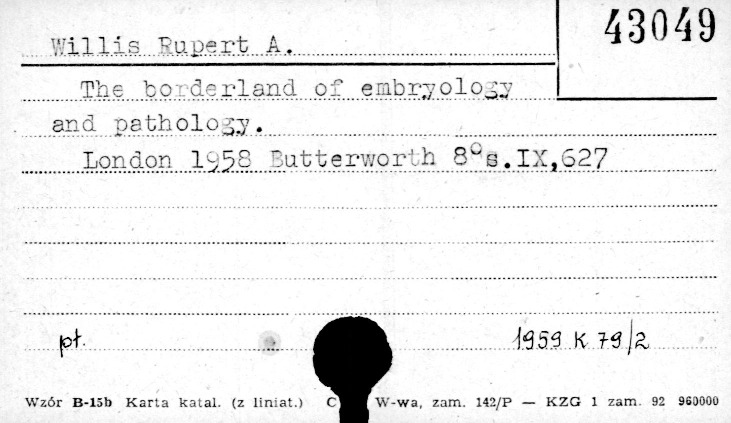 43049
Willis Rupert A.
The borderland of embryology
and pathology.
London 1958 Butterworth 8°s.IX,627
pł. 1959 K 79/2
Wzór B-15b Karta katal. (z liniat.) C W-wa, zam. 142/P — KZG 1 zam. 92 960000